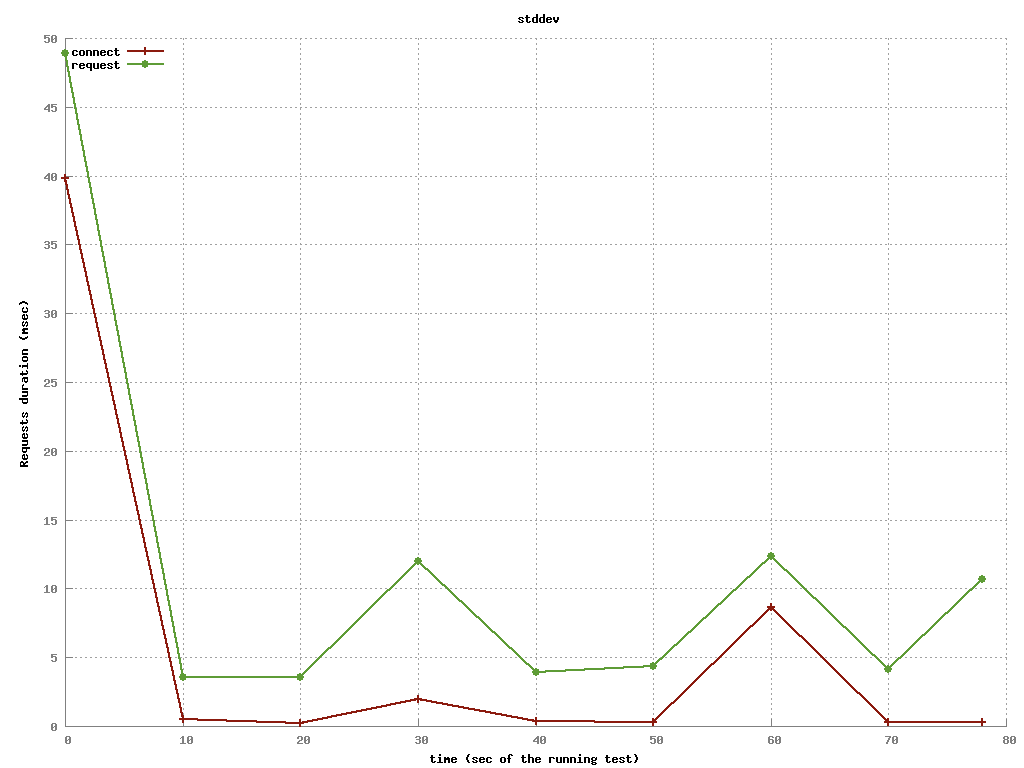 stddev
connect
request
50
45
40
35
30
25
20
15
10
5
0
Requests duration (msec)
0 10 20 30 40 50 60 70 80
time (sec of the running test)